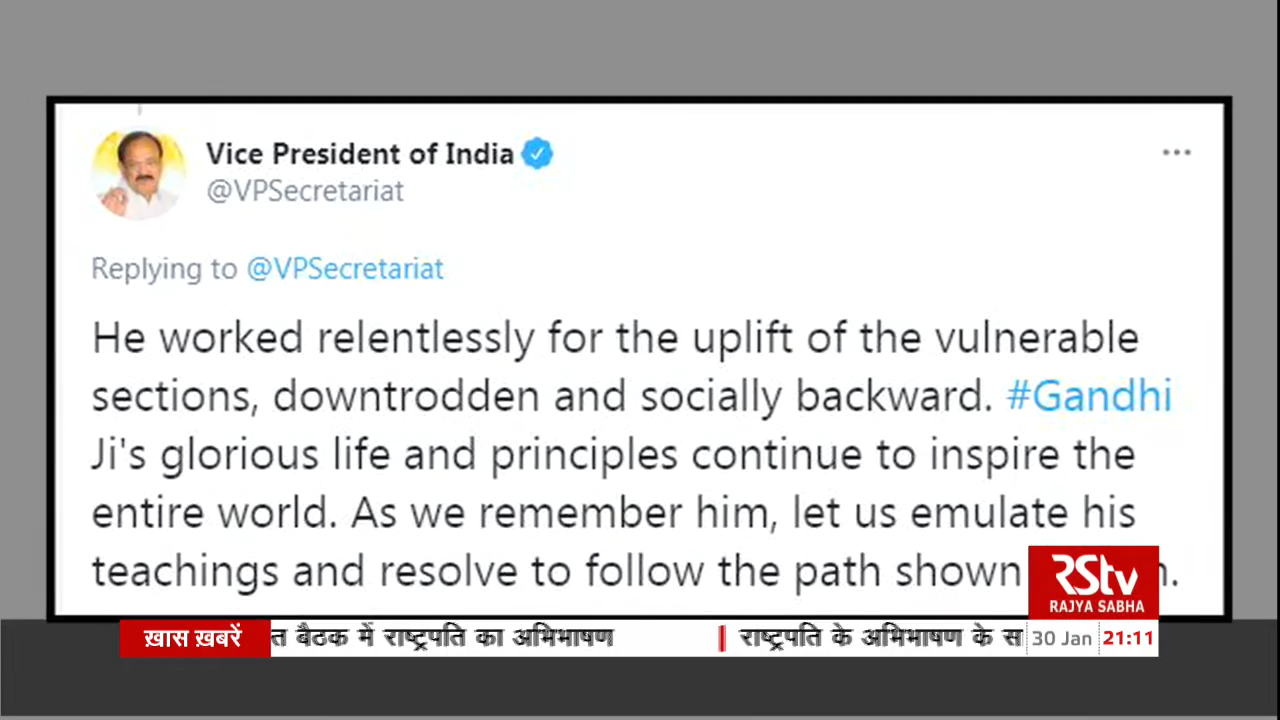 Vice President of India
@VPSecretariat
Replying to @VPSecretariat
He worked relentlessly for the uplift of the vulnerable
sections, downtrodden and socially backward. #Gandhi
Ji's glorious life and principles continue to inspire the
entire world. As we remember him, let us emulate his
teachings and resolve to follow the path shown
RSTV
RAJYA SABHA
ख़ास ख़बरें त बैठक में राष्ट्रपति का अभिभाषण राष्ट्रपति के अभिभाषण के स 30 Jan 21:11